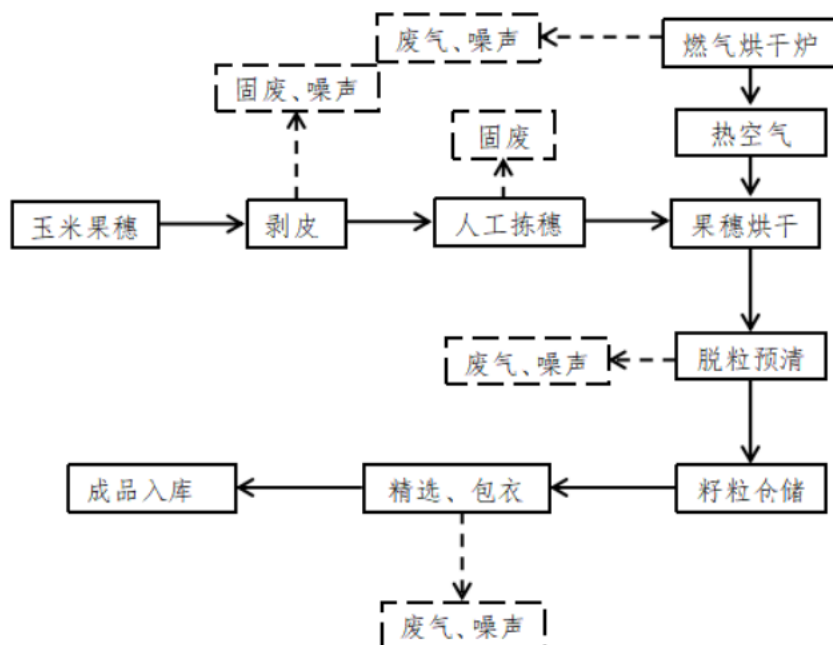 废气、噪声
燃气烘干炉
固废、噪声
固废
热空气
玉米果穗
剥皮
人工拣穗
果穗烘干
废气、噪声
脱粒预清
成品入库
精选、包衣
籽粒仓储
废气、噪声